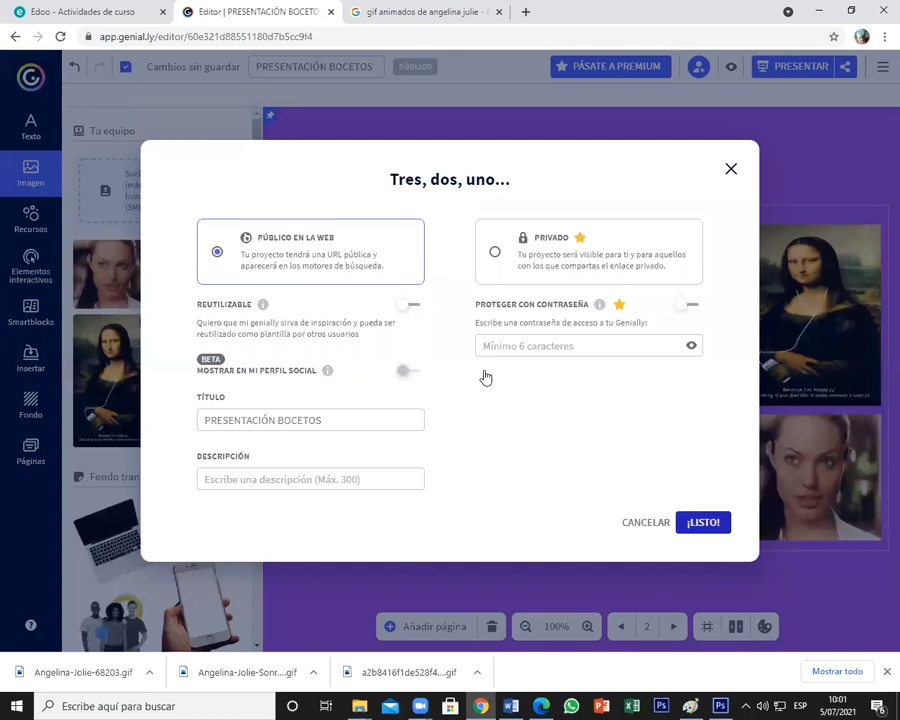 Edoo - Actividades de curso
Editor | PRESENTACIÓN BOCETO
gif animados de angelina julie - B
app.genial.ly/editor/60e321d88551180d7b5cc9f4
Cambios sin guardar
PRESENTACIÓN BOCETOS
PÚBLICO
PÁSATE A PREMIUM
PRESENTAR
Texto
Imagen
Recursos
Elementos
interactivos
Smartblocks
Insertar
Fondo
Páginas
Tu equipo
Fondo tran
Tres, dos, uno...
PÚBLICO EN LA WEB
Tu proyecto tendrá una URL pública y
aparecerá en los motores de búsqueda.
PRIVADO
Tu proyecto será visible para ti y para aquellos
con los que compartas el enlace privado.
REUTILIZABLE
Quiero que mi genially sirva de inspiración y pueda ser
reutilizado como plantilla por otros usuarios
PROTEGER CON CONTRASEÑA
Escribe una contraseña de acceso a tu Genially:
Mínimo 6 caracteres
BETA
MOSTRAR EN MI PERFIL SOCIAL
TÍTULO
PRESENTACIÓN BOCETOS
DESCRIPCIÓN
Escribe una descripción (Máx. 300)
CANCELAR
¡LISTO!
Añadir página
100%
2
Angelina-Jolie-68203.gif
Angelina-Jolie-Sonr....gif
a2b8416f1de528f4....gif
Mostrar todo
Escribe aquí para buscar
ESP
10:01
5/07/2021
6